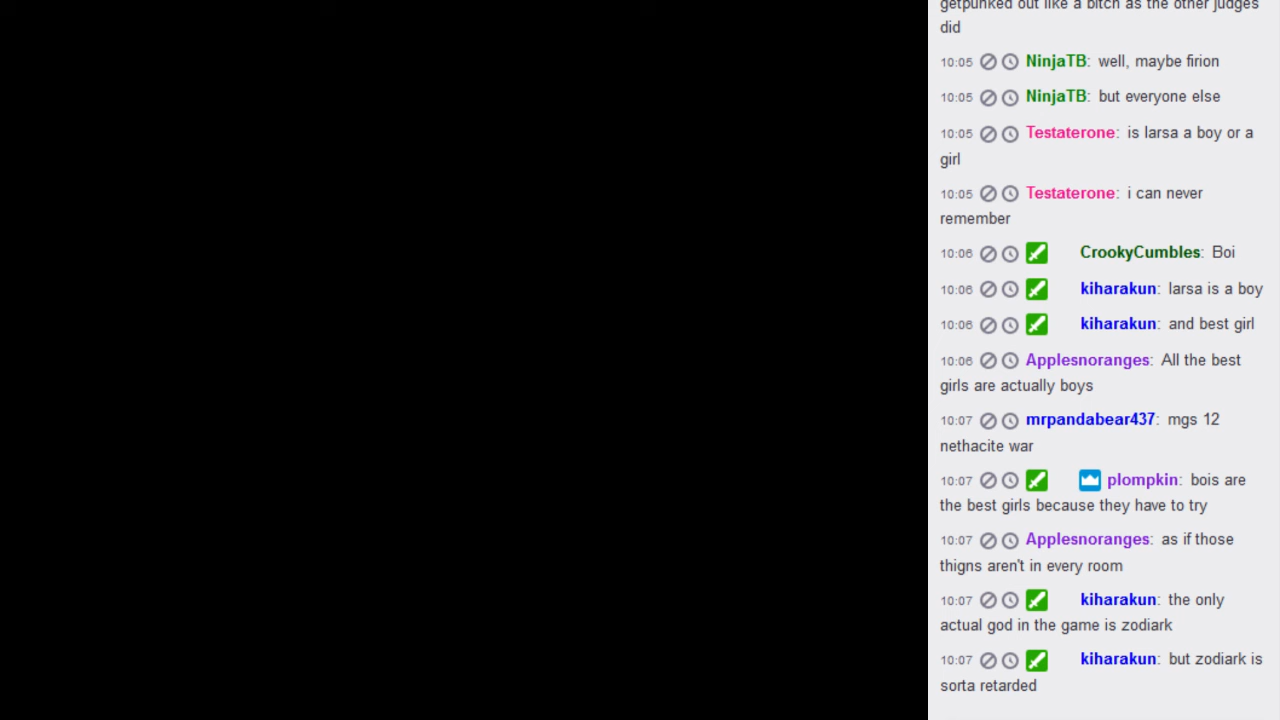 getpunked out like a bitch as the other judges
did
10:05 NinjaTB: well, maybe firion
10:05 NinjaTB: but everyone else
10:05 Testaterone: is larsa a boy or a
girl
10:05 Testaterone: i can never
remember
10:06 CrookyCumbles: Boi
10:06 kiharakun: larsa is a boy
10:06 kiharakun: and best girl
10:06 Applesnoranges: All the best
girls are actually boys
10:07 mrpandabear437: mgs 12
nethacite war
10:07 plompkin: bois are
the best girls because they have to try
10:07 Applesnoranges: as if those
thigns aren't in every room
10:07 kiharakun: the only
actual god in the game is zodiark
10:07 kiharakun: but zodiark is
sorta retarded